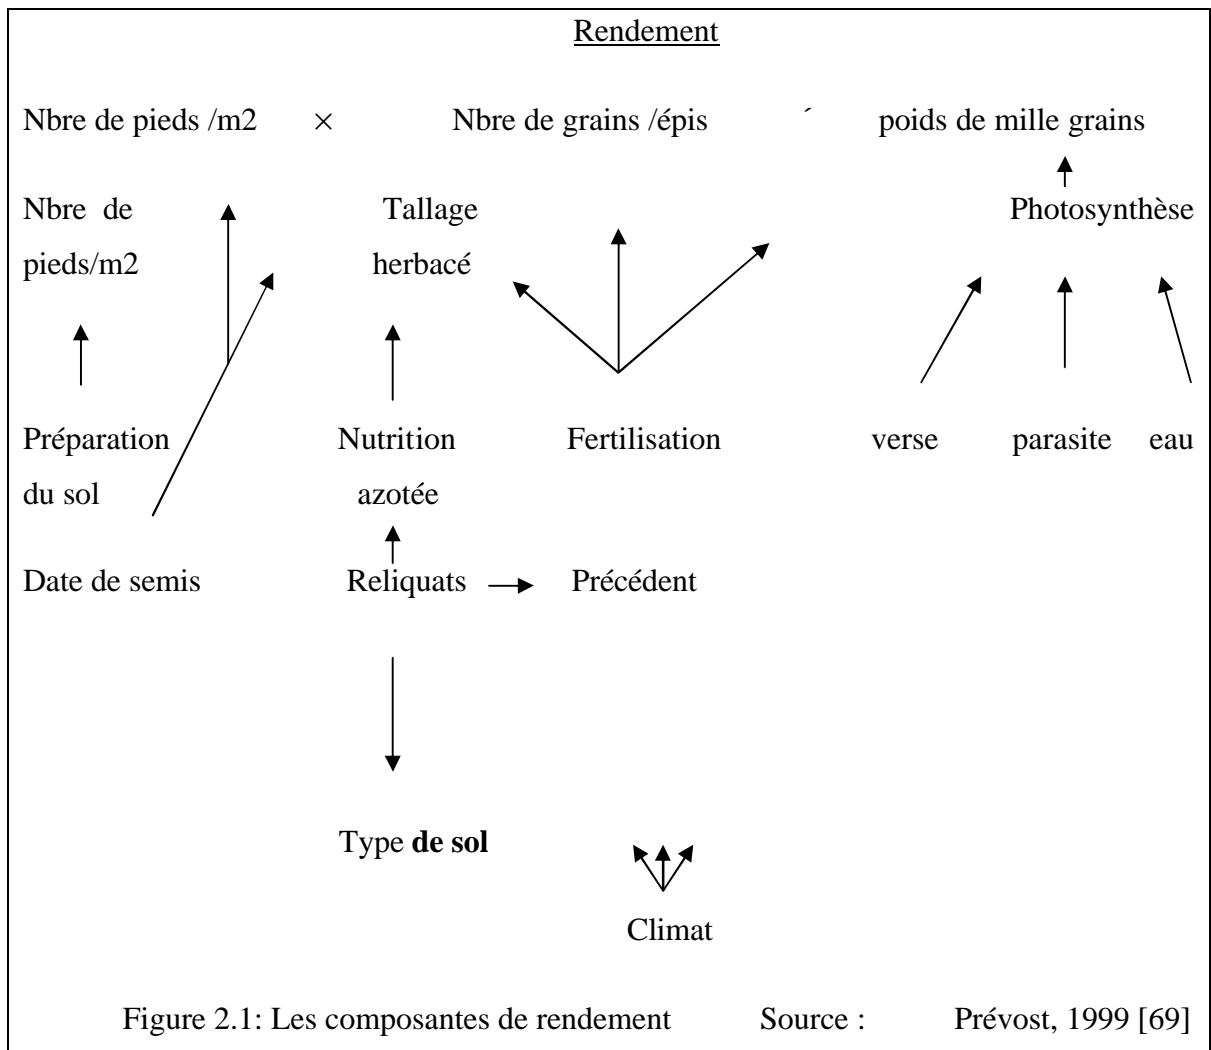 Rendement
Nbre de pieds /m2 × Nbre de grains /épis ´ poids de mille grains
Nbre de Tallage Photosynthèse
pieds/m2 herbacé
Préparation Nutrition Fertilisation verse parasite eau
du sol azotée
Date de semis Reliquats Précédent
Type de sol
Climat
Figure 2.1: Les composantes de rendement Source : Prévost, 1999 [69]